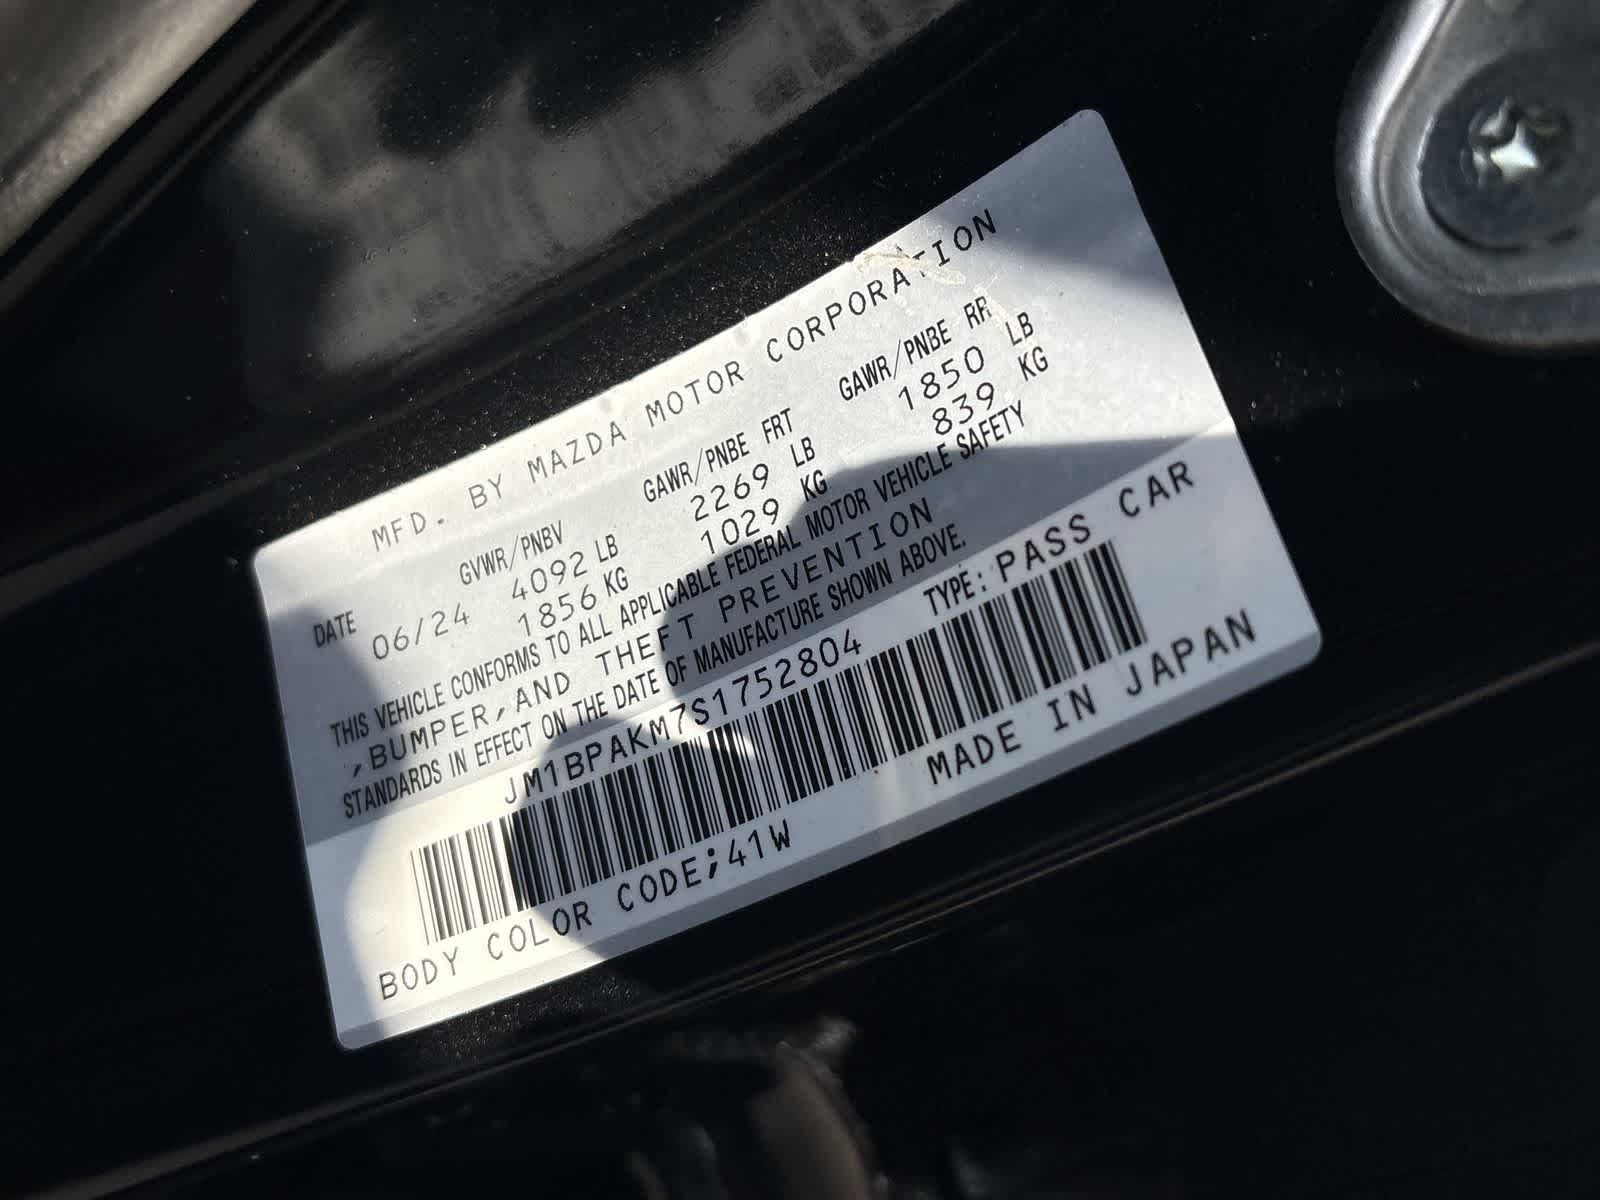 MFD. BY MAZDA MOTOR CORPORATION
GVWR/PNBV GAWR/PNBE FRT GAWR/PNBE RR
DATE 06/24 4092 LB 2269 LB 1850 LB
1856 KG 1029 KG 839 KG
THIS VEHICLE CONFORMS TO ALL APPLICABLE FEDERAL MOTOR VEHICLE SAFETY
,BUMPER,AND THEFT PREVENTION
STANDARDS IN EFFECT ON THE DATE OF MANUFACTURE SHOWN ABOVE.
JM1BPAKM7S1752804 TYPE: PASS CAR
BODY COLOR CODE;41W MADE IN JAPAN